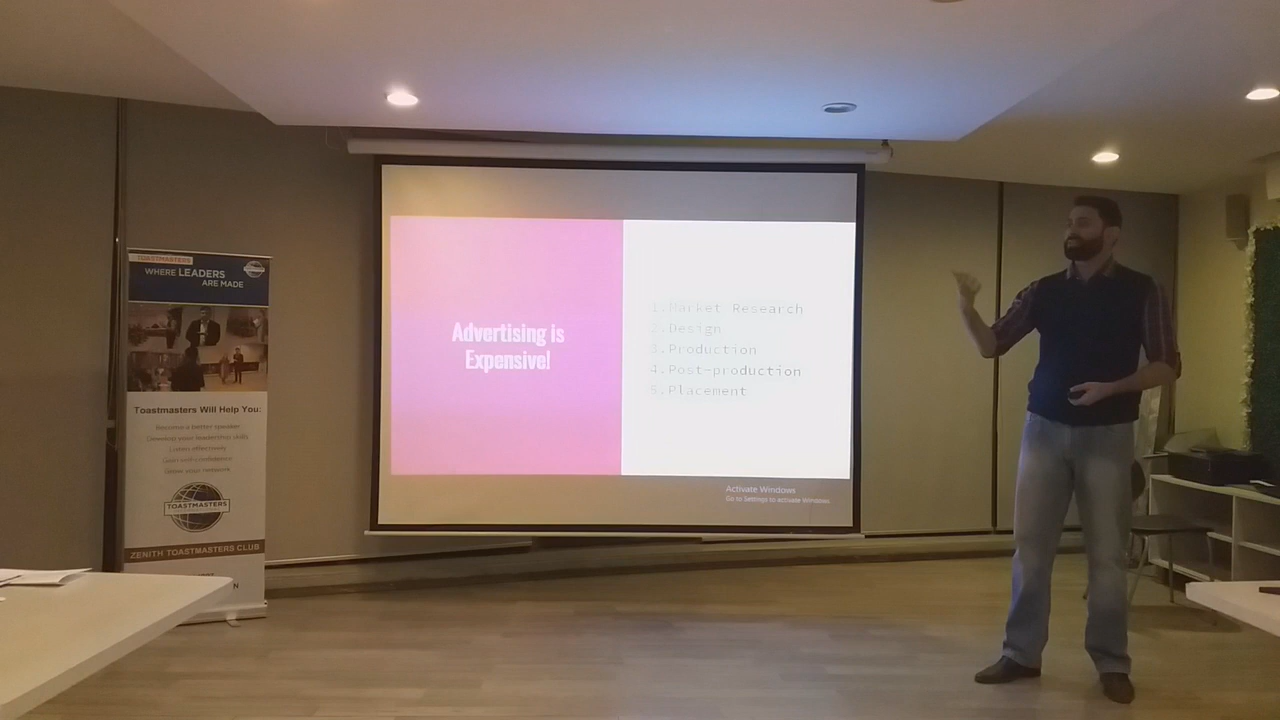 TOASTMASTERS
WHERE LEADERS
ARE MADE
Toastmasters Will Help You:
Become a better speaker
Develop your leadership skills
Listen effectively
Gain self-confidence
Grow your network
TOASTMASTERS
ZENITH TOASTMASTERS CLUB
Advertising is
Expensive!
1.Market Research
2.Design
3.Production
4.Post-production
5.Placement
Activate Windows
Go to Settings to activate Windows.